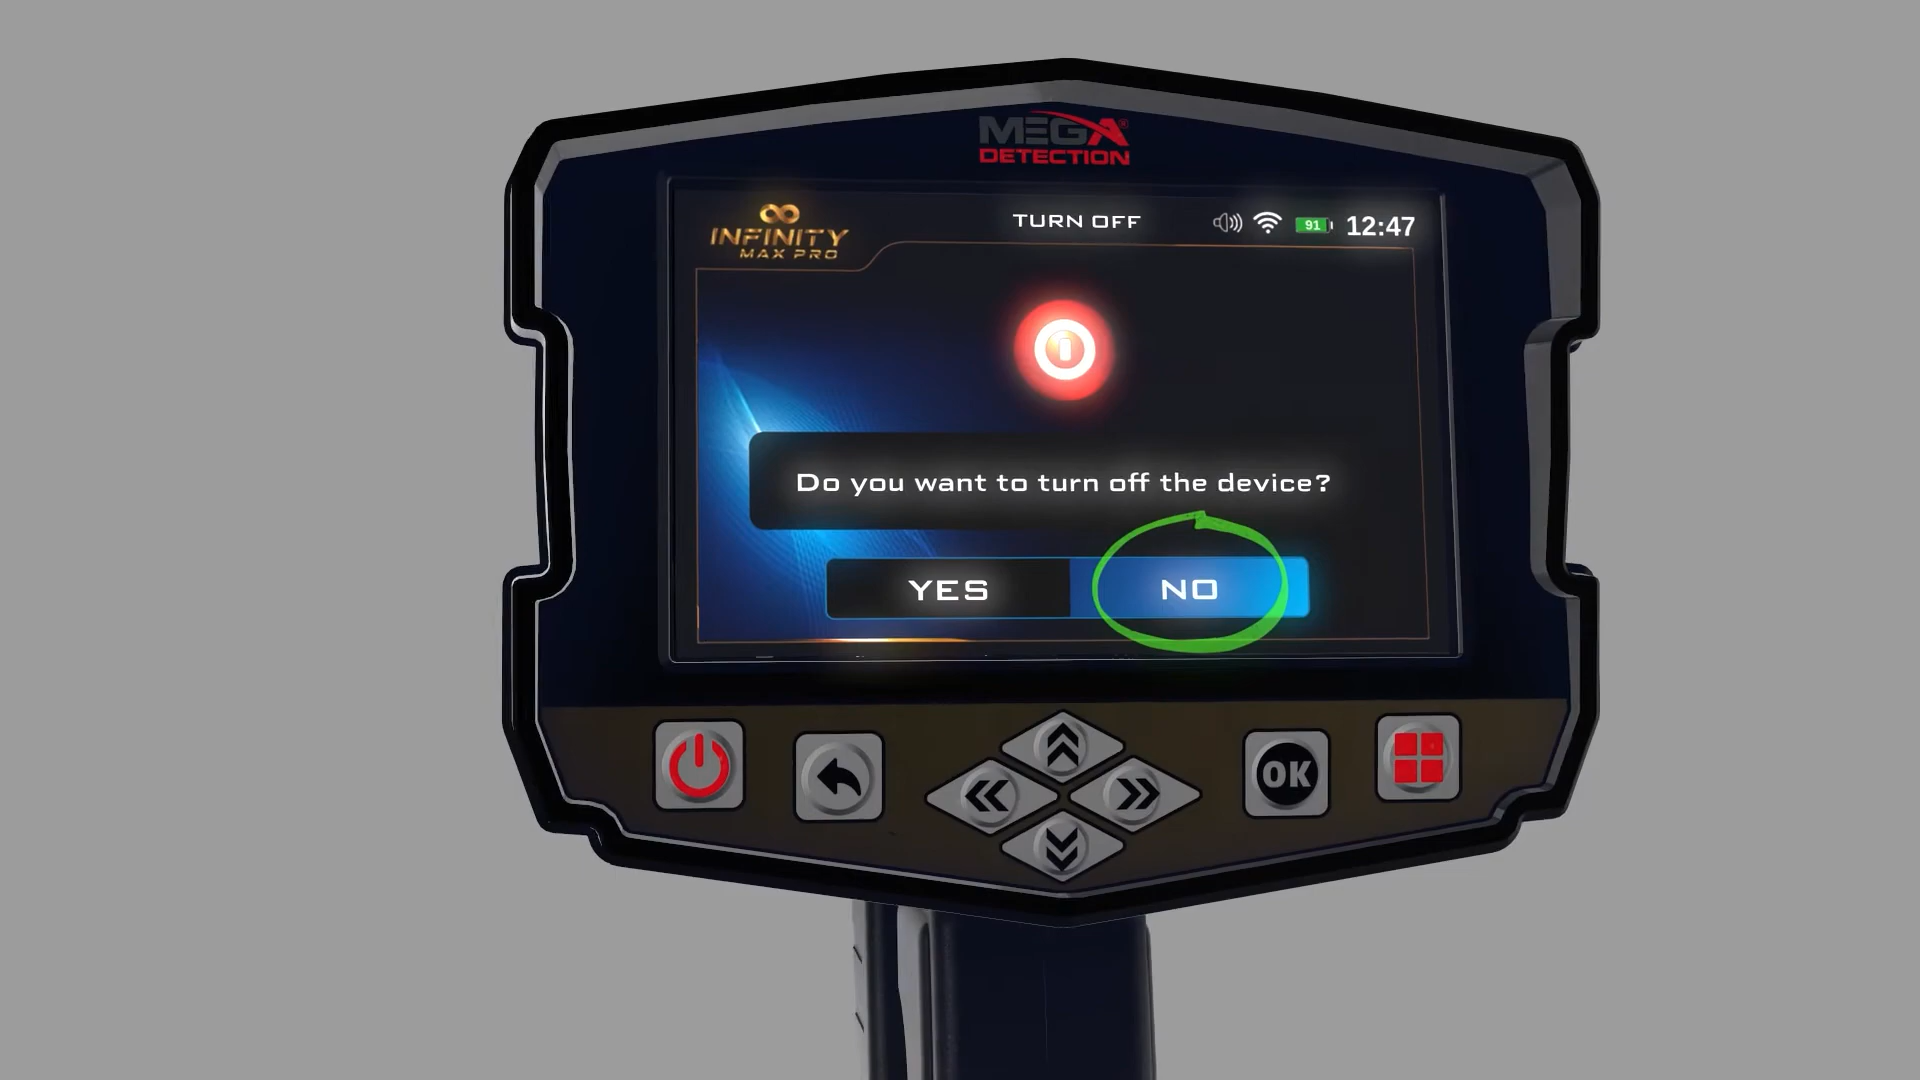 MEGA
DETECTION
INFINITY
MAX PRO
TURN OFF
91
12:47
Do you want to turn off the device?
YES
NO
OK